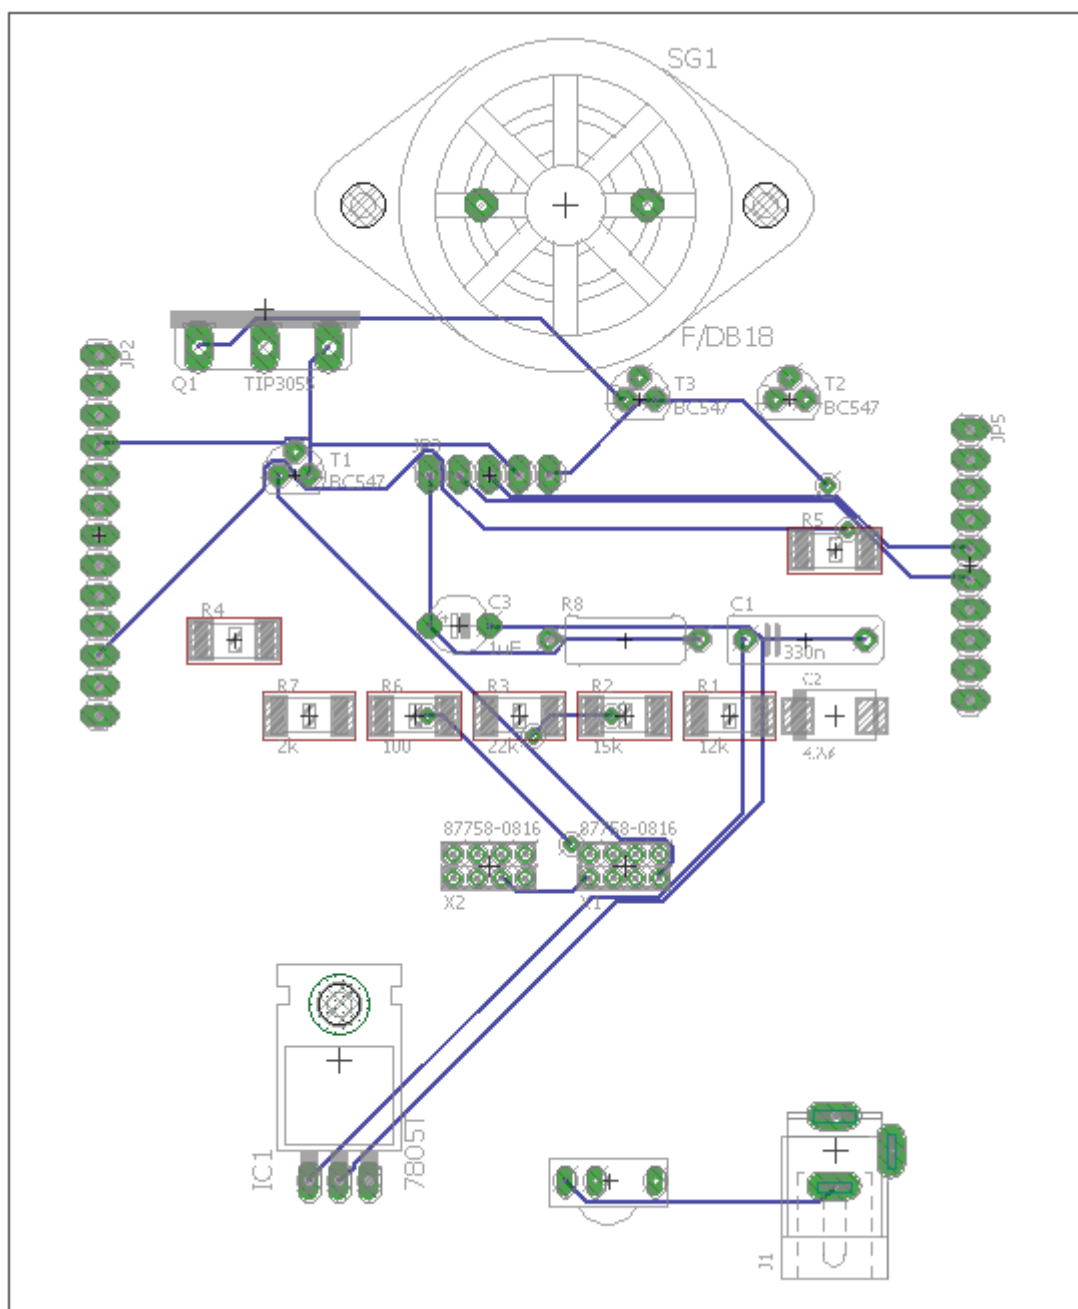 SG1
F/DB18
JP2
Q1
TIP3055
T3
BC547
T2
BC547
JP5
JP3
T1
BC547
R5
R4
C3
1uF
R8
C1
330n
R7
2k
R6
100
R3
22k
R2
15k
R1
12k
C2
87758-0816
87758-0816
X2
X1
IC1
7805T
J1